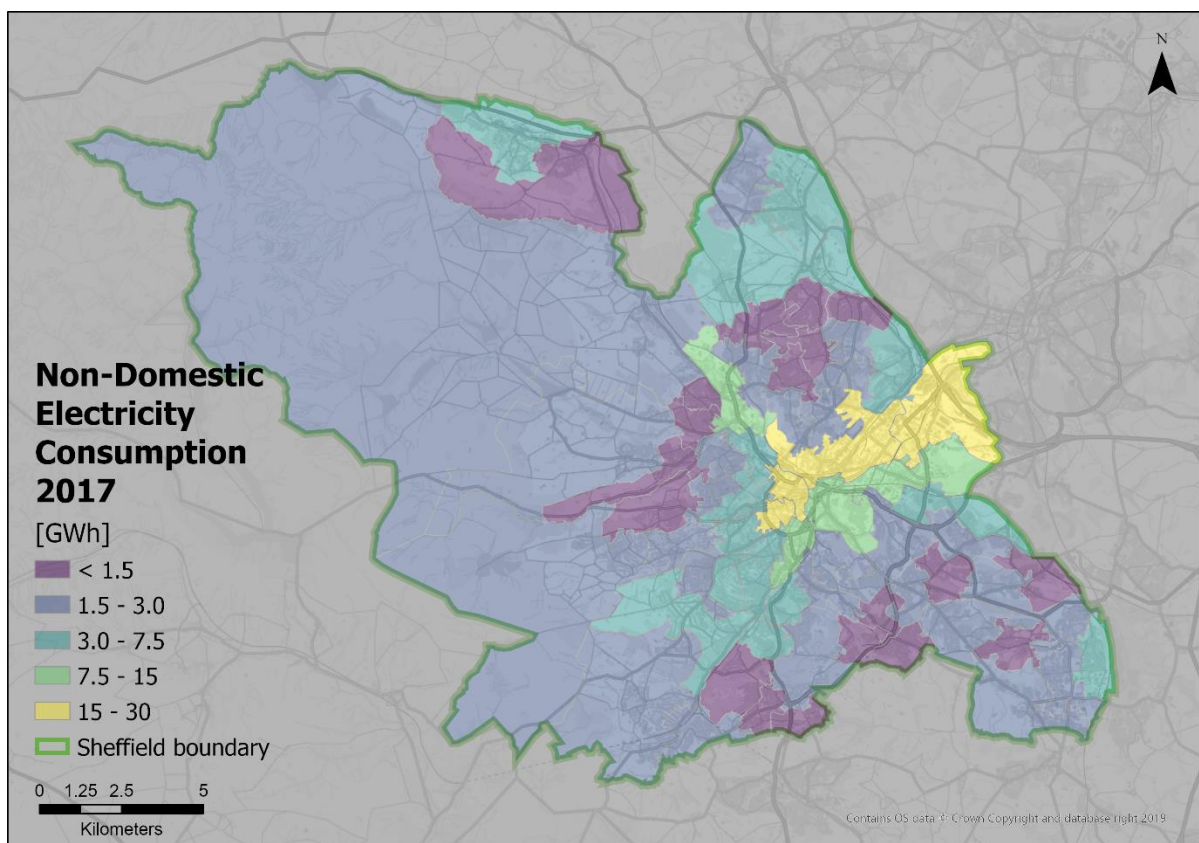 N
Non-Domestic
Electricity
Consumption
2017
[GWh]
< 1.5
1.5 - 3.0
3.0 - 7.5
7.5 - 15
15 - 30
Sheffield boundary
0 1.25 2.5 5
Kilometers
Contains OS data © Crown Copyright and database right 2019